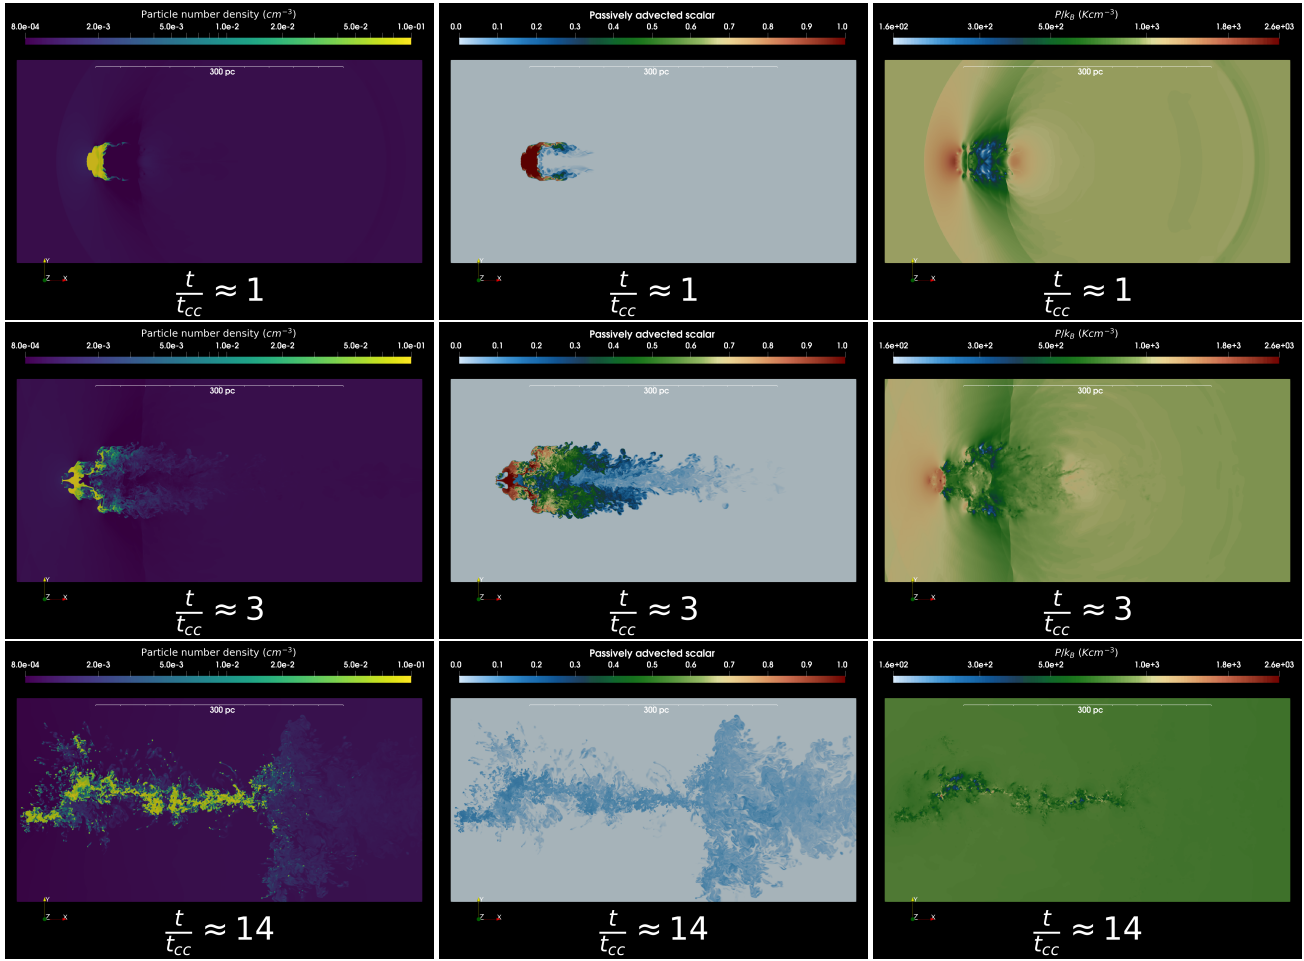 Particle number density (cm⁻³)
8.0e-04 2.0e-3 5.0e-3 1.0e-2 2.0e-2 5.0e-2 1.0e-01
300 pc
Y
Z X
t/t_cc ≈ 1
Passively advected scalar
0.0 0.1 0.2 0.3 0.4 0.5 0.6 0.7 0.8 0.9 1.0
300 pc
Y
Z X
t/t_cc ≈ 1
P/k_B (Kcm⁻³)
1.6e+02 3.0e+2 5.0e+2 1.0e+3 1.8e+3 2.6e+03
300 pc
Y
Z X
t/t_cc ≈ 1
Particle number density (cm⁻³)
8.0e-04 2.0e-3 5.0e-3 1.0e-2 2.0e-2 5.0e-2 1.0e-01
300 pc
Y
Z X
t/t_cc ≈ 3
Passively advected scalar
0.0 0.1 0.2 0.3 0.4 0.5 0.6 0.7 0.8 0.9 1.0
300 pc
Y
Z X
t/t_cc ≈ 3
P/k_B (Kcm⁻³)
1.6e+02 3.0e+2 5.0e+2 1.0e+3 1.8e+3 2.6e+03
300 pc
Y
Z X
t/t_cc ≈ 3
Particle number density (cm⁻³)
8.0e-04 2.0e-3 5.0e-3 1.0e-2 2.0e-2 5.0e-2 1.0e-01
300 pc
Y
Z X
t/t_cc ≈ 14
Passively advected scalar
0.0 0.1 0.2 0.3 0.4 0.5 0.6 0.7 0.8 0.9 1.0
300 pc
Y
Z X
t/t_cc ≈ 14
P/k_B (Kcm⁻³)
1.6e+02 3.0e+2 5.0e+2 1.0e+3 1.8e+3 2.6e+03
300 pc
Y
Z X
t/t_cc ≈ 14